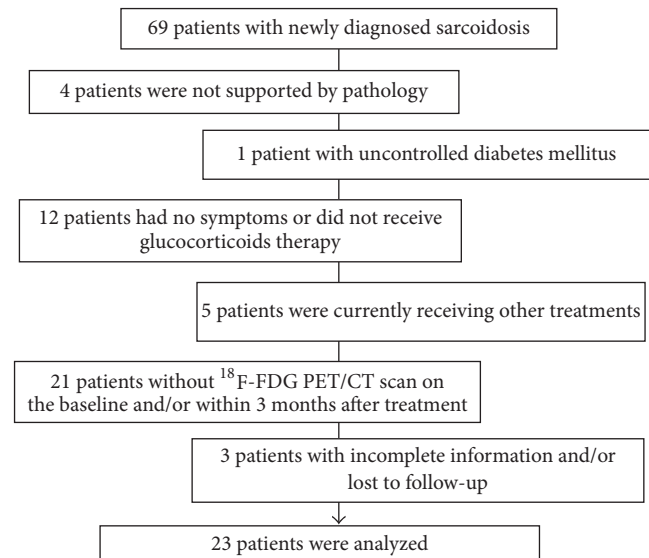 69 patients with newly diagnosed sarcoidosis
4 patients were not supported by pathology
1 patient with uncontrolled diabetes mellitus
12 patients had no symptoms or did not receive
glucocorticoids therapy
5 patients were currently receiving other treatments
21 patients without ¹⁸F-FDG PET/CT scan on
the baseline and/or within 3 months after treatment
3 patients with incomplete information and/or
lost to follow-up
23 patients were analyzed